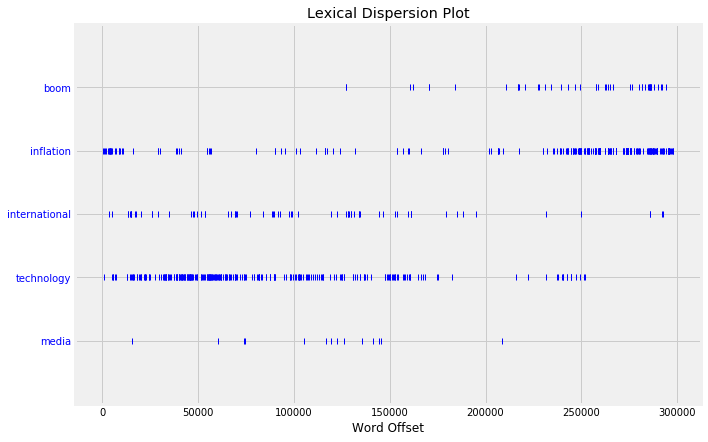 Lexical Dispersion Plot
boom
inflation
international
technology
media
0 50000 100000 150000 200000 250000 300000
Word Offset